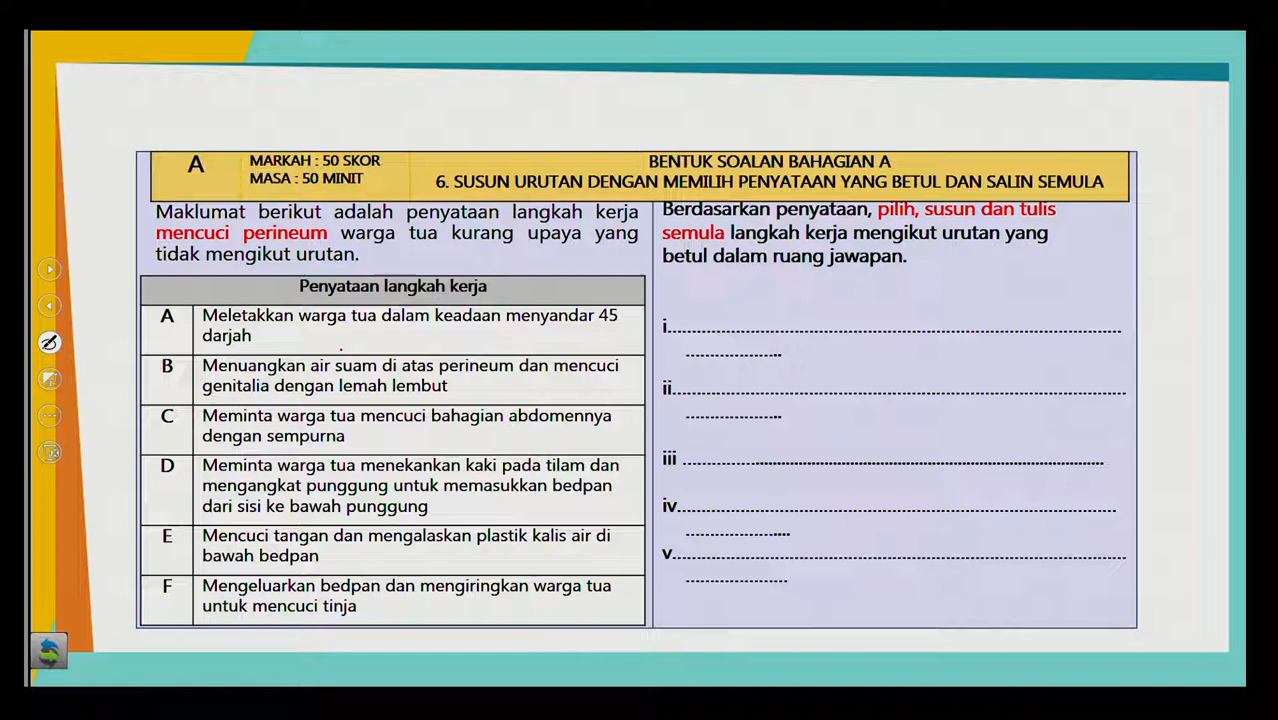 A
MARKAH : 50 SKOR
MASA : 50 MINIT
BENTUK SOALAN BAHAGIAN A
6. SUSUN URUTAN DENGAN MEMILIH PENYATAAN YANG BETUL DAN SALIN SEMULA
Maklumat berikut adalah penyataan langkah kerja
mencuci perineum warga tua kurang upaya yang
tidak mengikut urutan.
Penyataan langkah kerja
A Meletakkan warga tua dalam keadaan menyandar 45
darjah
B Menuangkan air suam di atas perineum dan mencuci
genitalia dengan lemah lembut
C Meminta warga tua mencuci bahagian abdomennya
dengan sempurna
D Meminta warga tua menekankan kaki pada tilam dan
mengangkat punggung untuk memasukkan bedpan
dari sisi ke bawah punggung
E Mencuci tangan dan mengalaskan plastik kalis air di
bawah bedpan
F Mengeluarkan bedpan dan mengiringkan warga tua
untuk mencuci tinja
Berdasarkan penyataan, pilih, susun dan tulis
semula langkah kerja mengikut urutan yang
betul dalam ruang jawapan.
i.....................................................................................
....................
ii.....................................................................................
....................
iii .....................................................................................
iv.....................................................................................
....................
v.....................................................................................
....................